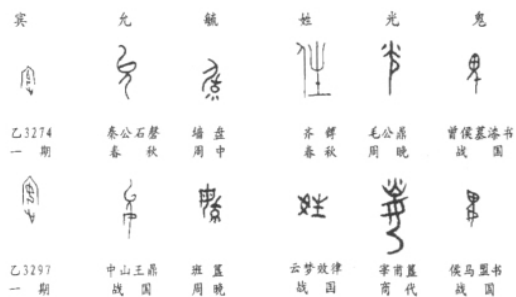 宾 允 毓 姓 光 鬼
乙3274 秦公石磬 墙盘 齐镈 毛公鼎 曾侯墓漆书
一期 春秋 周中 春秋 周晚 战国
乙3297 中山王鼎 班簋 云梦效律 宰甫簋 侯马盟书
一期 战国 周晚 战国 商代 战国